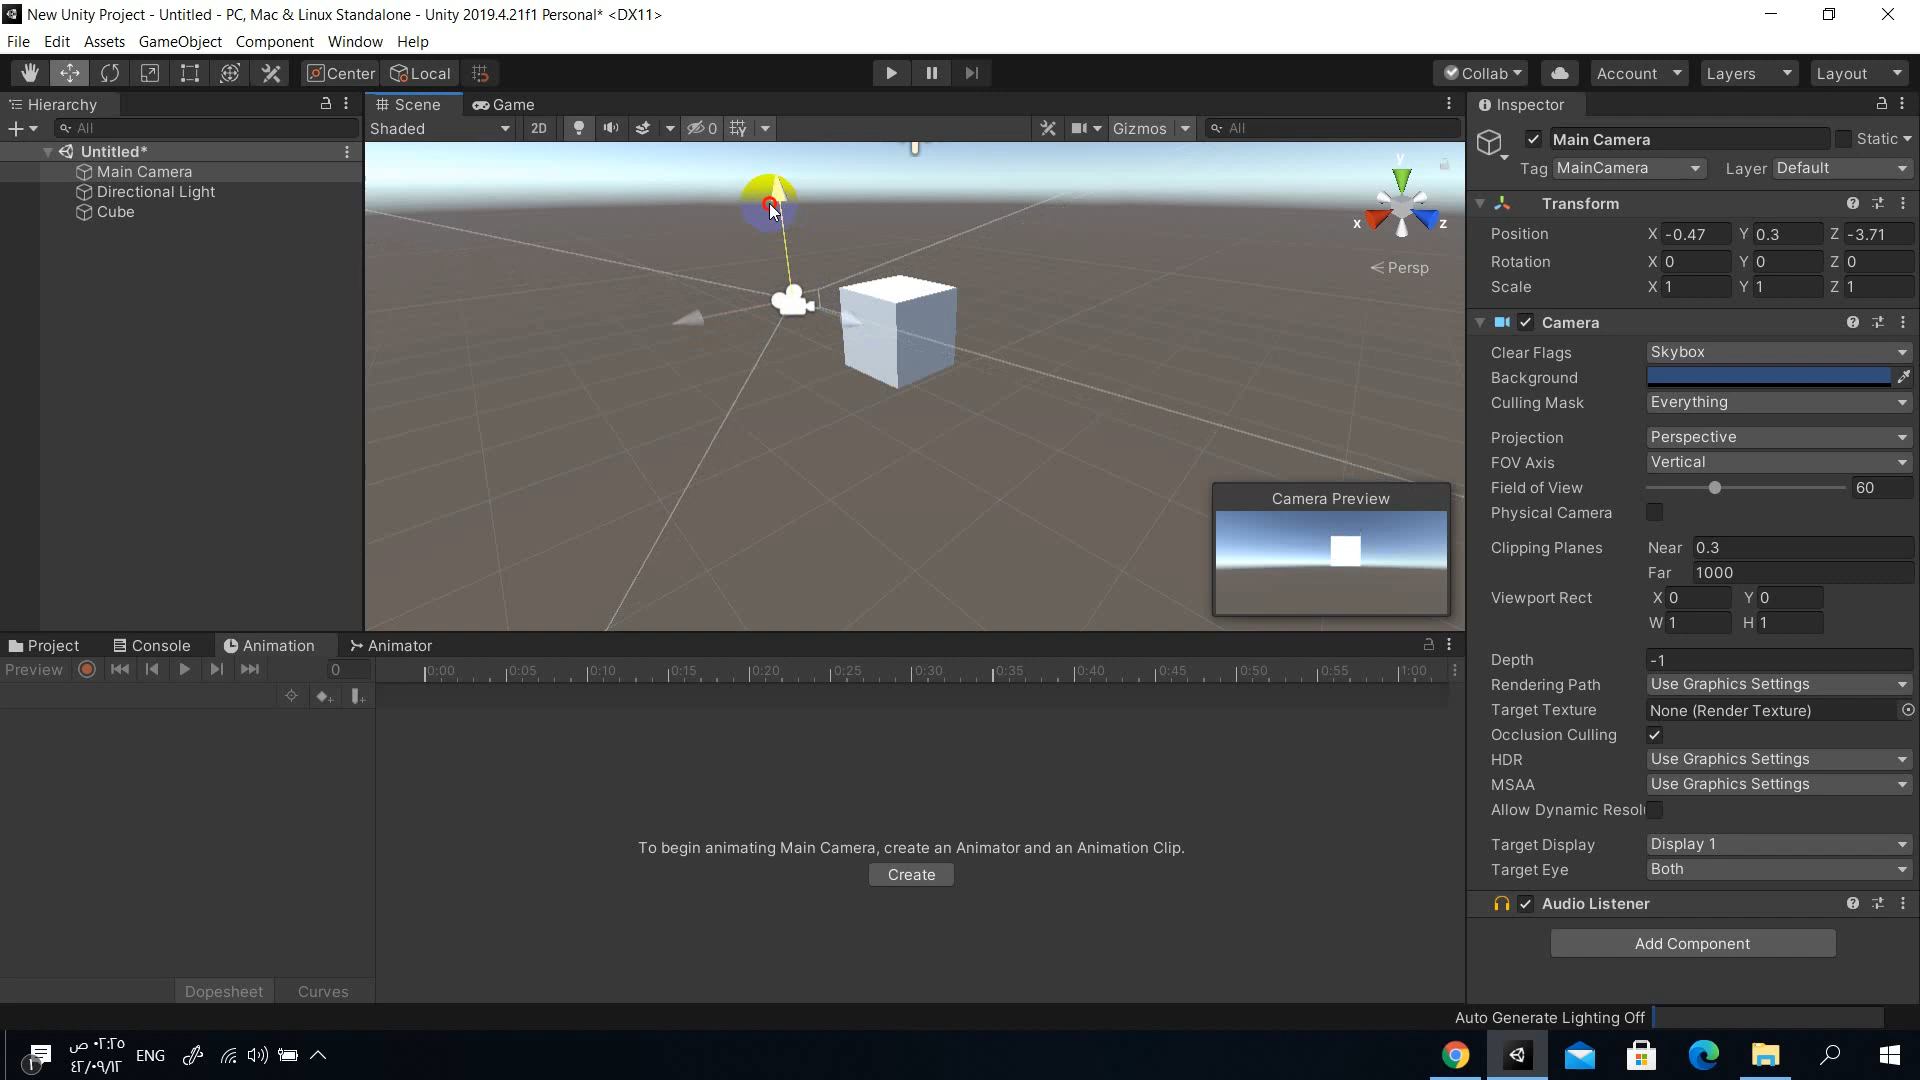 New Unity Project - Untitled - PC, Mac & Linux Standalone - Unity 2019.4.21f1 Personal* <DX11>
File Edit Assets GameObject Component Window Help
Center Local Collab Account Layers Layout
Hierarchy
All
Untitled*
Main Camera
Directional Light
Cube
Scene Game
Shaded 2D 0 Gizmos All
y
x z
Persp
Camera Preview
Inspector
Main Camera Static
Tag MainCamera Layer Default
Transform
Position X -0.47 Y 0.3 Z -3.71
Rotation X 0 Y 0 Z 0
Scale X 1 Y 1 Z 1
Camera
Clear Flags Skybox
Background
Culling Mask Everything
Projection Perspective
FOV Axis Vertical
Field of View 60
Physical Camera
Clipping Planes Near 0.3
Far 1000
Viewport Rect X 0 Y 0
W 1 H 1
Depth -1
Rendering Path Use Graphics Settings
Target Texture None (Render Texture)
Occlusion Culling
HDR Use Graphics Settings
MSAA Use Graphics Settings
Allow Dynamic Resol
Target Display Display 1
Target Eye Both
Audio Listener
Add Component
Project Console Animation Animator
Preview 0 0:00 0:05 0:10 0:15 0:20 0:25 0:30 0:35 0:40 0:45 0:50 0:55 1:00
To begin animating Main Camera, create an Animator and an Animation Clip.
Create
Dopesheet Curves
Auto Generate Lighting Off
٠٢:٢٥ ص
ENG
٤٢/٠٩/١٢